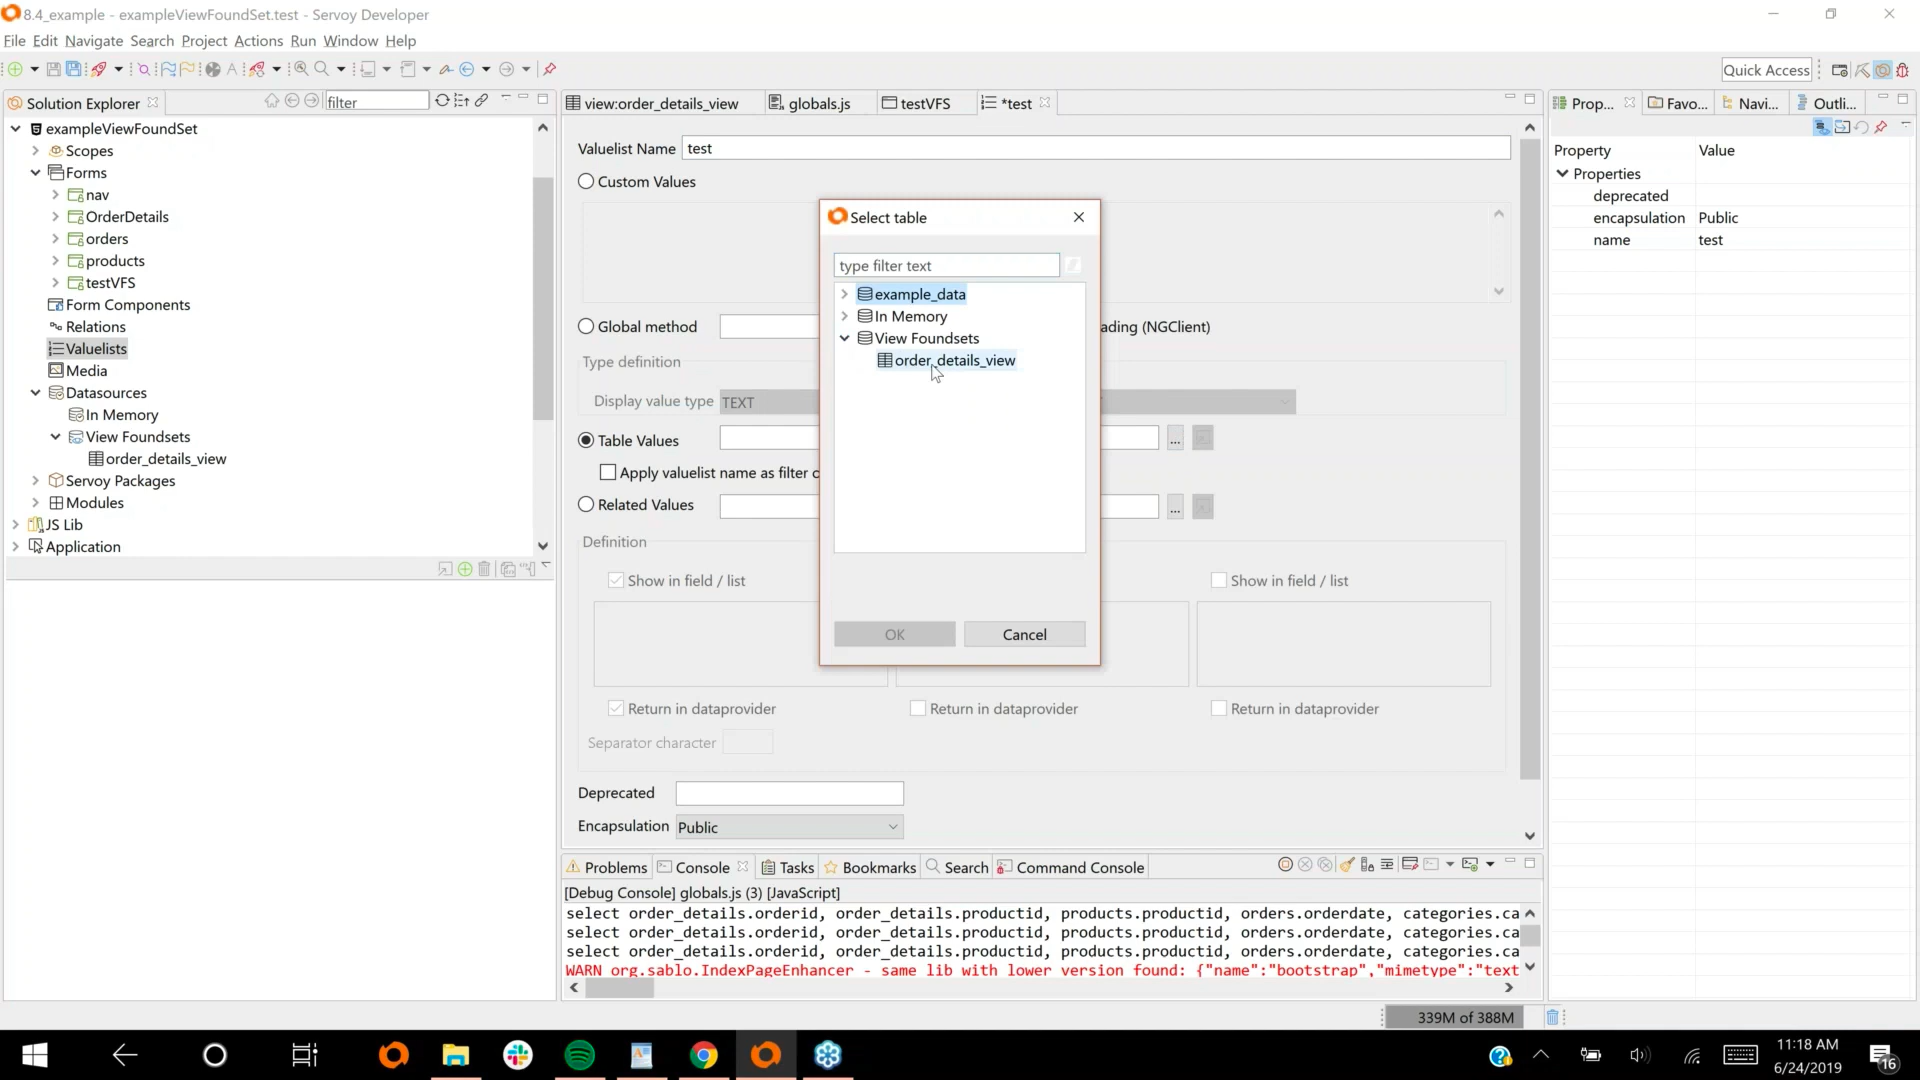 8.4_example - exampleViewFoundSet.test - Servoy Developer
File Edit Navigate Search Project Actions Run Window Help
Quick Access
Solution Explorer
filter
exampleViewFoundSet
Scopes
Forms
nav
OrderDetails
orders
products
testVFS
Form Components
Relations
Valuelists
Media
Datasources
In Memory
View Foundsets
order_details_view
Servoy Packages
Modules
JS Lib
Application
view:order_details_view
globals.js
testVFS
*test
Valuelist Name test
Custom Values
Global method
ading (NGClient)
Type definition
Display value type TEXT
Table Values
...
Apply valuelist name as filter c
Related Values
...
Definition
Show in field / list
Show in field / list
Return in dataprovider
Return in dataprovider
Return in dataprovider
Separator character
Deprecated
Encapsulation Public
Select table
type filter text
example_data
In Memory
View Foundsets
order_details_view
OK
Cancel
Prop...
Favo...
Navi...
Outli...
Property Value
Properties
deprecated
encapsulation Public
name test
Problems Console Tasks Bookmarks Search Command Console
[Debug Console] globals.js (3) [JavaScript]
select order_details.orderid, order_details.productid, products.productid, orders.orderdate, categories.ca
select order_details.orderid, order_details.productid, products.productid, orders.orderdate, categories.ca
select order_details.orderid, order_details.productid, products.productid, orders.orderdate, categories.ca
WARN org.sablo.IndexPageEnhancer - same lib with lower version found: {"name":"bootstrap","mimetype":"text
339M of 388M
11:18 AM
6/24/2019
16